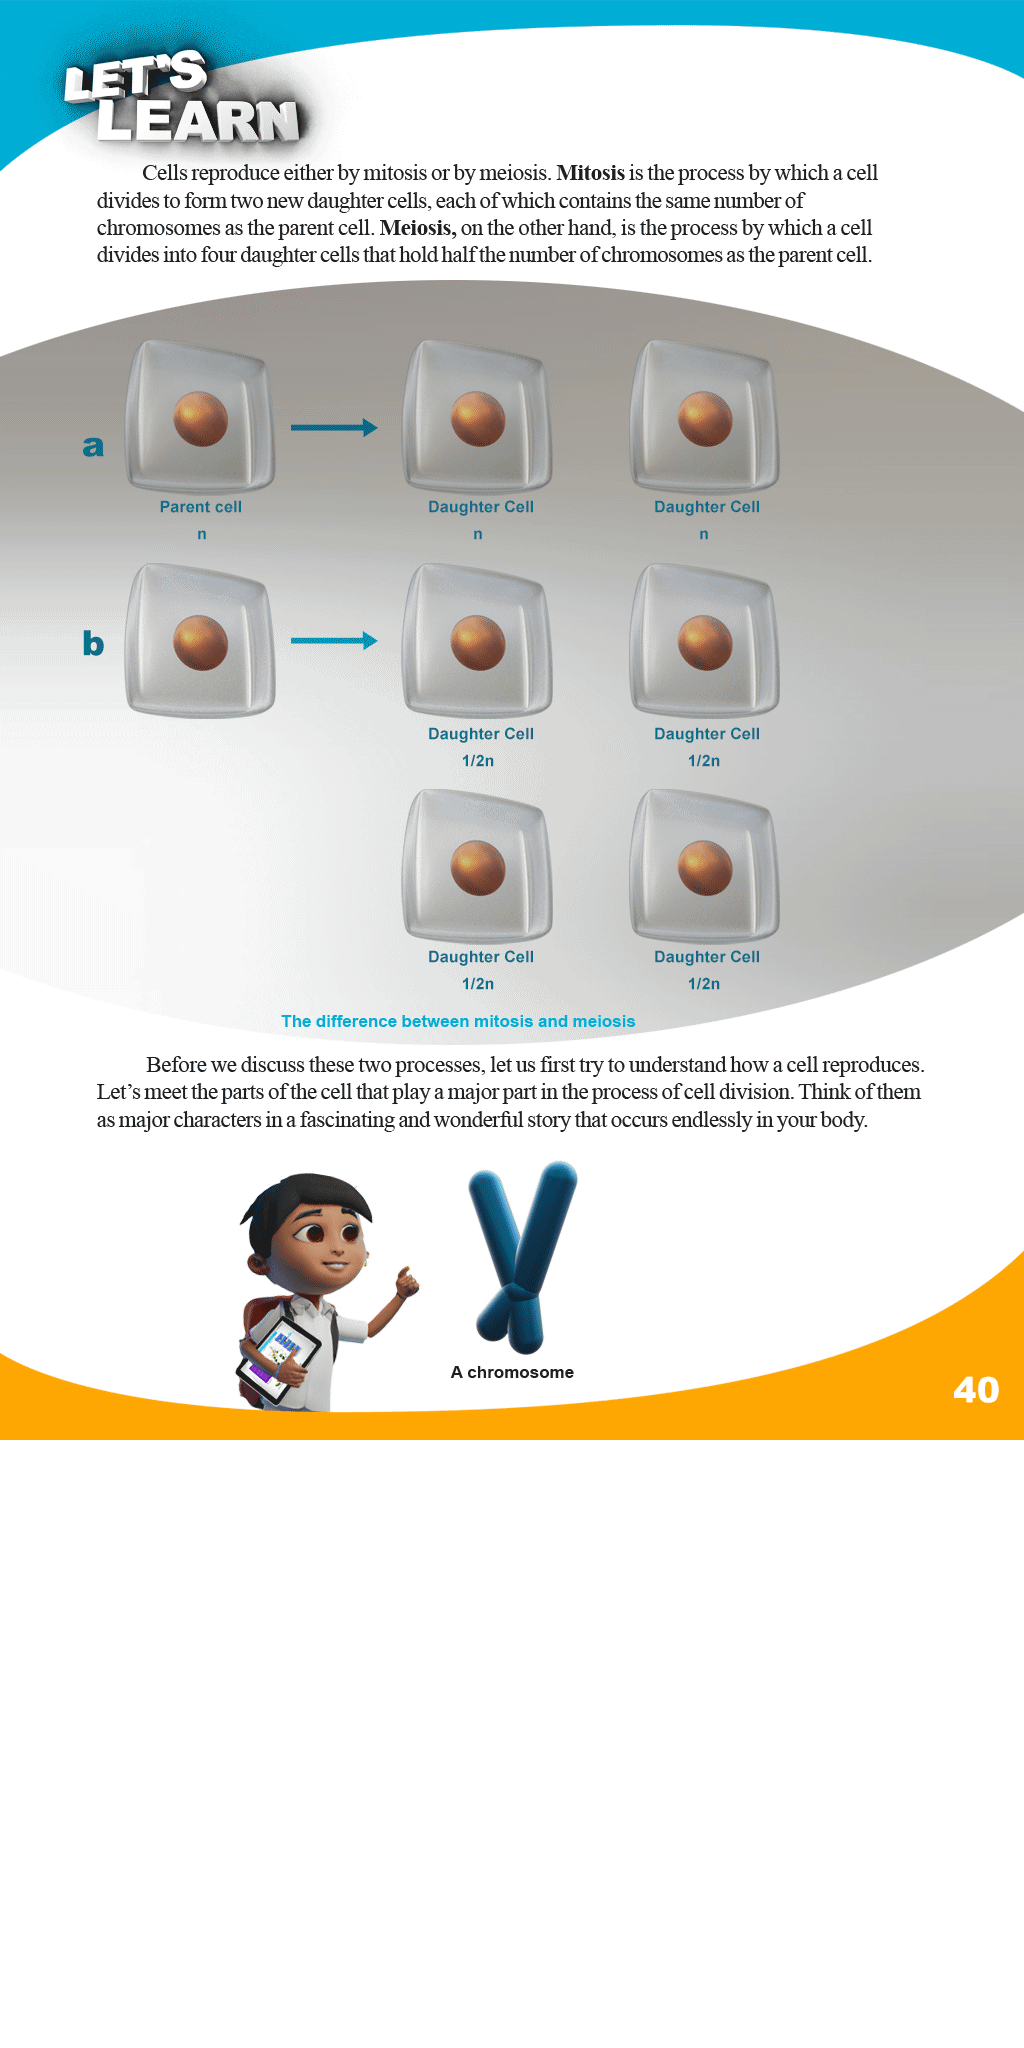 LET'S
LEARN
Cells reproduce either by mitosis or by meiosis. Mitosis is the process by which a cell
divides to form two new daughter cells, each of which contains the same number of
chromosomes as the parent cell. Meiosis, on the other hand, is the process by which a cell
divides into four daughter cells that hold half the number of chromosomes as the parent cell.
a
Parent cell
n
Daughter Cell
n
Daughter Cell
n
b
Daughter Cell
1/2n
Daughter Cell
1/2n
Daughter Cell
1/2n
Daughter Cell
1/2n
The difference between mitosis and meiosis
Before we discuss these two processes, let us first try to understand how a cell reproduces.
Let’s meet the parts of the cell that play a major part in the process of cell division. Think of them
as major characters in a fascinating and wonderful story that occurs endlessly in your body.
A chromosome
40